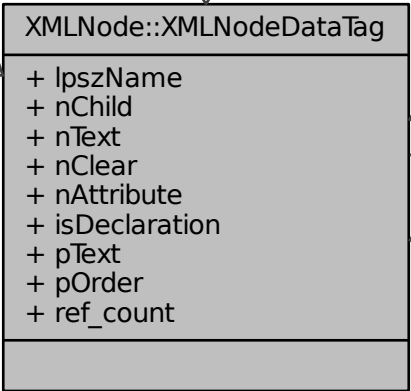 XMLNode::XMLNodeDataTag
+ lpszName
+ nChild
+ nText
+ nClear
+ nAttribute
+ isDeclaration
+ pText
+ pOrder
+ ref_count